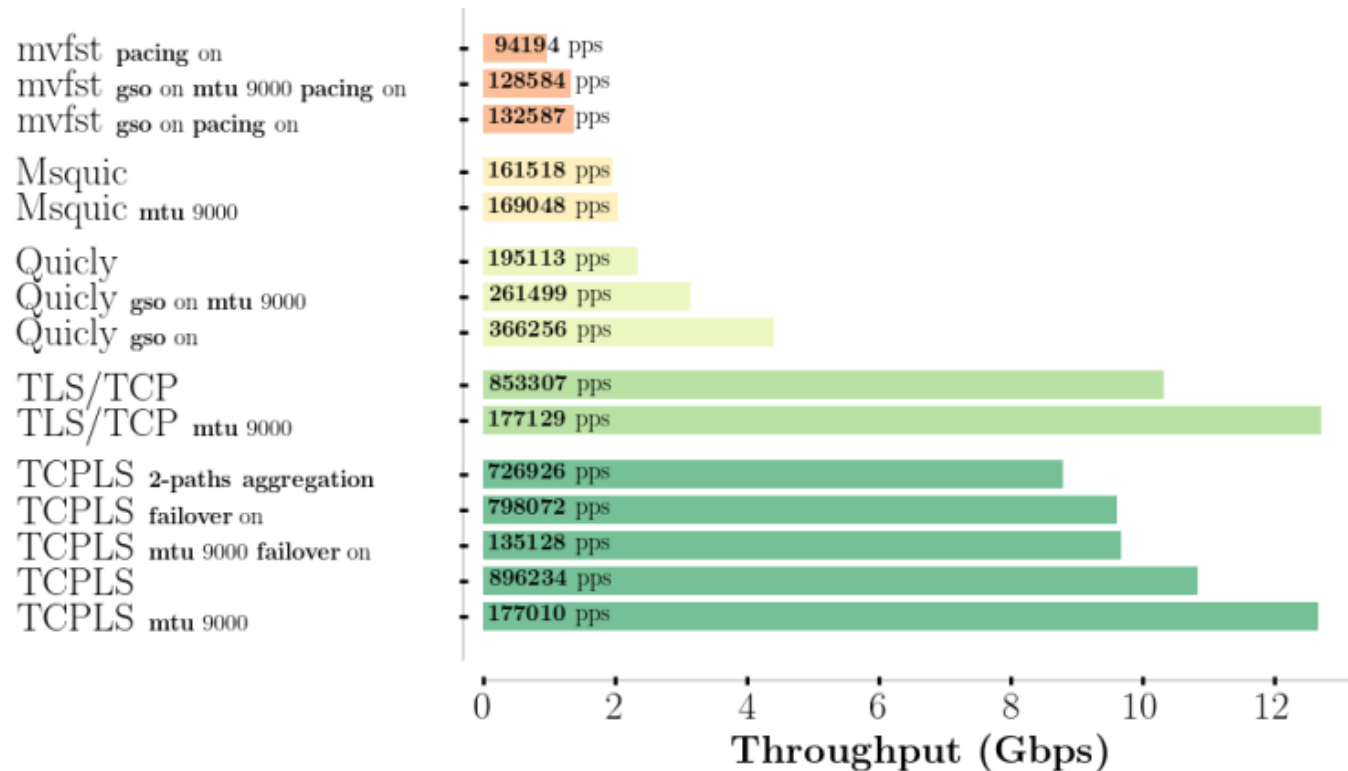 mvfst pacing on 94194 pps
mvfst gso on mtu 9000 pacing on 128584 pps
mvfst gso on pacing on 132587 pps
Msquic 161518 pps
Msquic mtu 9000 169048 pps
Quicly 195113 pps
Quicly gso on mtu 9000 261499 pps
Quicly gso on 366256 pps
TLS/TCP 853307 pps
TLS/TCP mtu 9000 177129 pps
TCPLS 2-paths aggregation 726926 pps
TCPLS failover on 798072 pps
TCPLS mtu 9000 failover on 135128 pps
TCPLS 896234 pps
TCPLS mtu 9000 177010 pps
0 2 4 6 8 10 12
Throughput (Gbps)